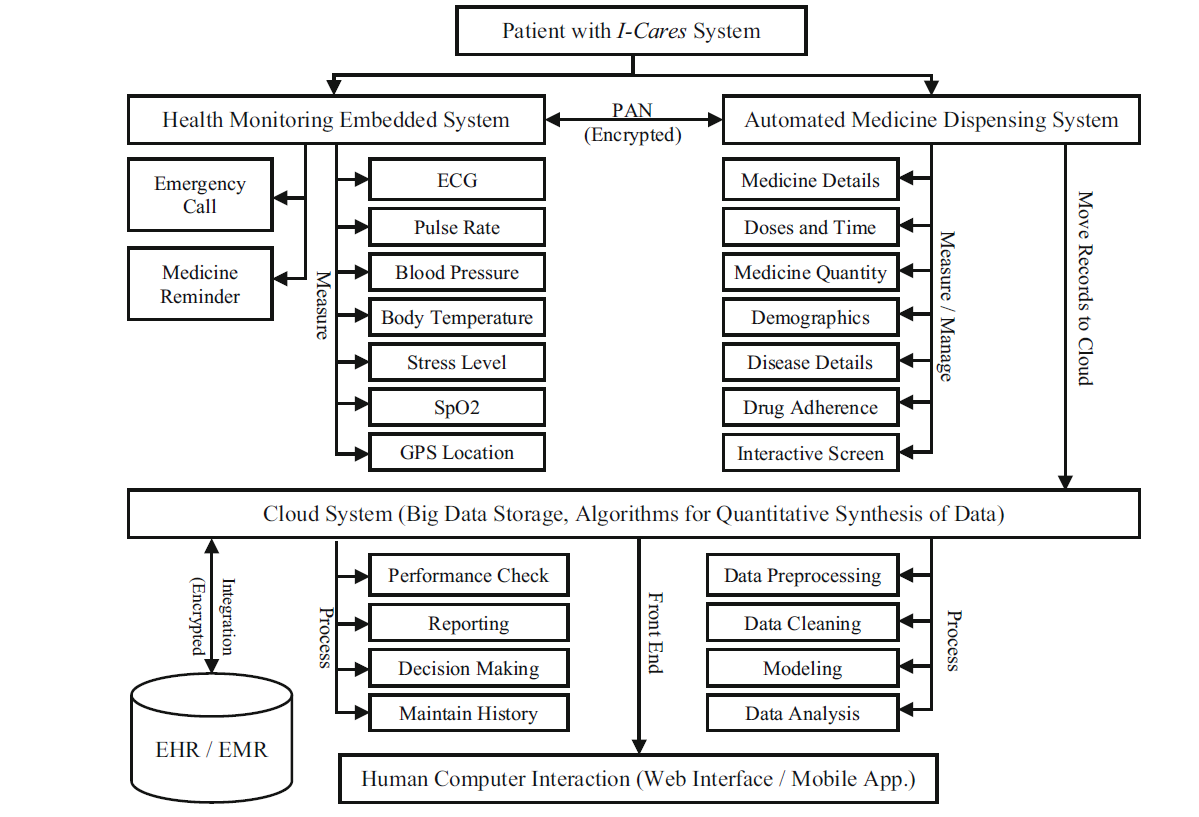 Patient with I-Cares System
Health Monitoring Embedded System
PAN
(Encrypted)
Automated Medicine Dispensing System
Emergency
Call
Medicine
Reminder
Measure
ECG
Pulse Rate
Blood Pressure
Body Temperature
Stress Level
SpO2
GPS Location
Medicine Details
Doses and Time
Medicine Quantity
Demographics
Disease Details
Drug Adherence
Interactive Screen
Measure / Manage
Move Records to Cloud
Cloud System (Big Data Storage, Algorithms for Quantitative Synthesis of Data)
Integration
(Encrypted)
EHR / EMR
Process
Performance Check
Reporting
Decision Making
Maintain History
Front End
Data Preprocessing
Data Cleaning
Modeling
Data Analysis
Process
Human Computer Interaction (Web Interface / Mobile App.)